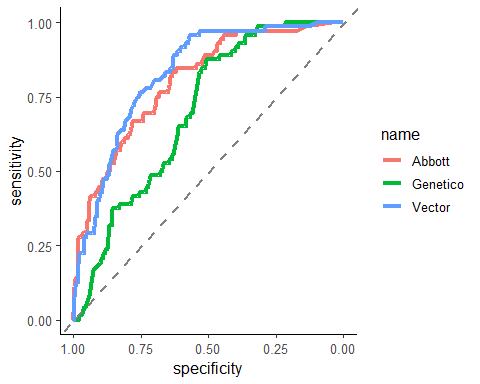 1.00
0.75
0.50
0.25
0.00
sensitivity
1.00 0.75 0.50 0.25 0.00
specificity
name
Abbott
Genetico
Vector